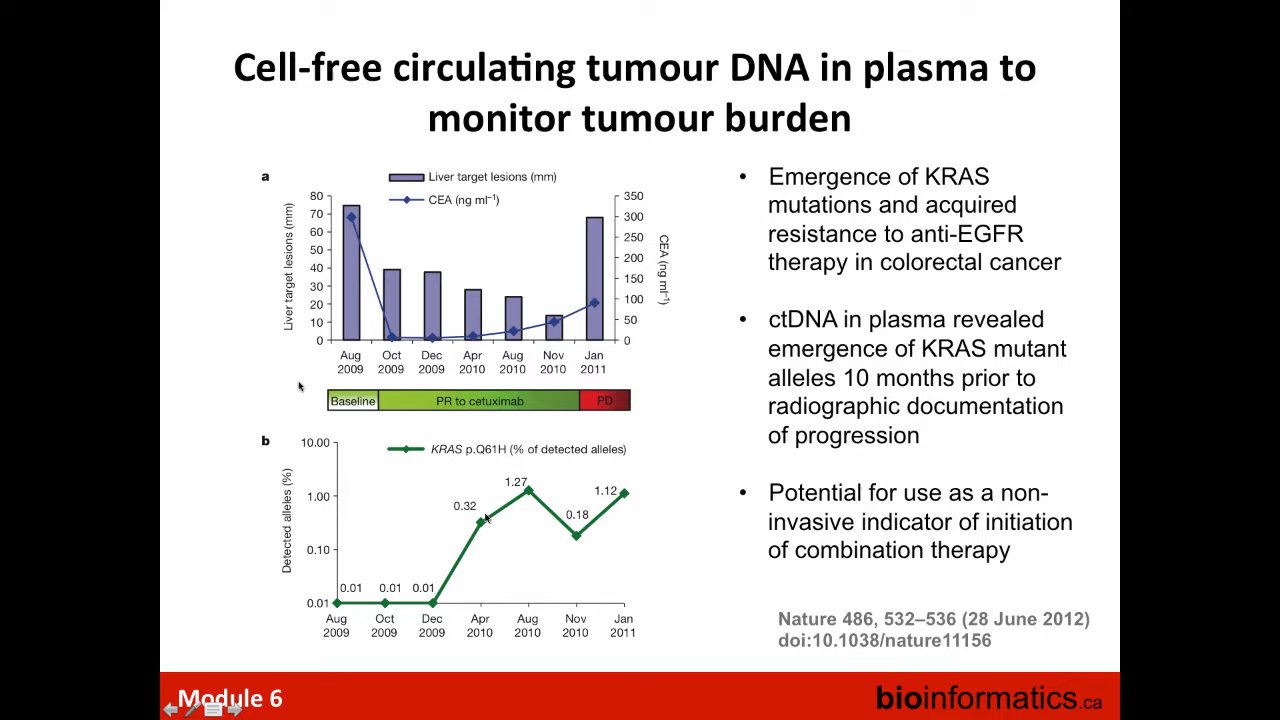 Cell-free circulating tumour DNA in plasma to
monitor tumour burden
a
Liver target lesions (mm)
CEA (ng ml⁻¹)
Liver target lesions (mm)
80
70
60
50
40
30
20
10
0
350
300
250
200
150
100
50
0
CEA (ng ml⁻¹)
Aug Oct Dec Apr Aug Nov Jan
2009 2009 2009 2010 2010 2010 2011
Baseline PR to cetuximab PD
b
KRAS p.Q61H (% of detected alleles)
Detected alleles (%)
10.00
1.00
0.10
0.01
0.01 0.01 0.01 0.32 1.27 0.18 1.12
Aug Oct Dec Apr Aug Nov Jan
2009 2009 2009 2010 2010 2010 2011
• Emergence of KRAS
mutations and acquired
resistance to anti-EGFR
therapy in colorectal cancer
• ctDNA in plasma revealed
emergence of KRAS mutant
alleles 10 months prior to
radiographic documentation
of progression
• Potential for use as a non-
invasive indicator of initiation
of combination therapy
Nature 486, 532–536 (28 June 2012)
doi:10.1038/nature11156
Module 6
bioinformatics.ca